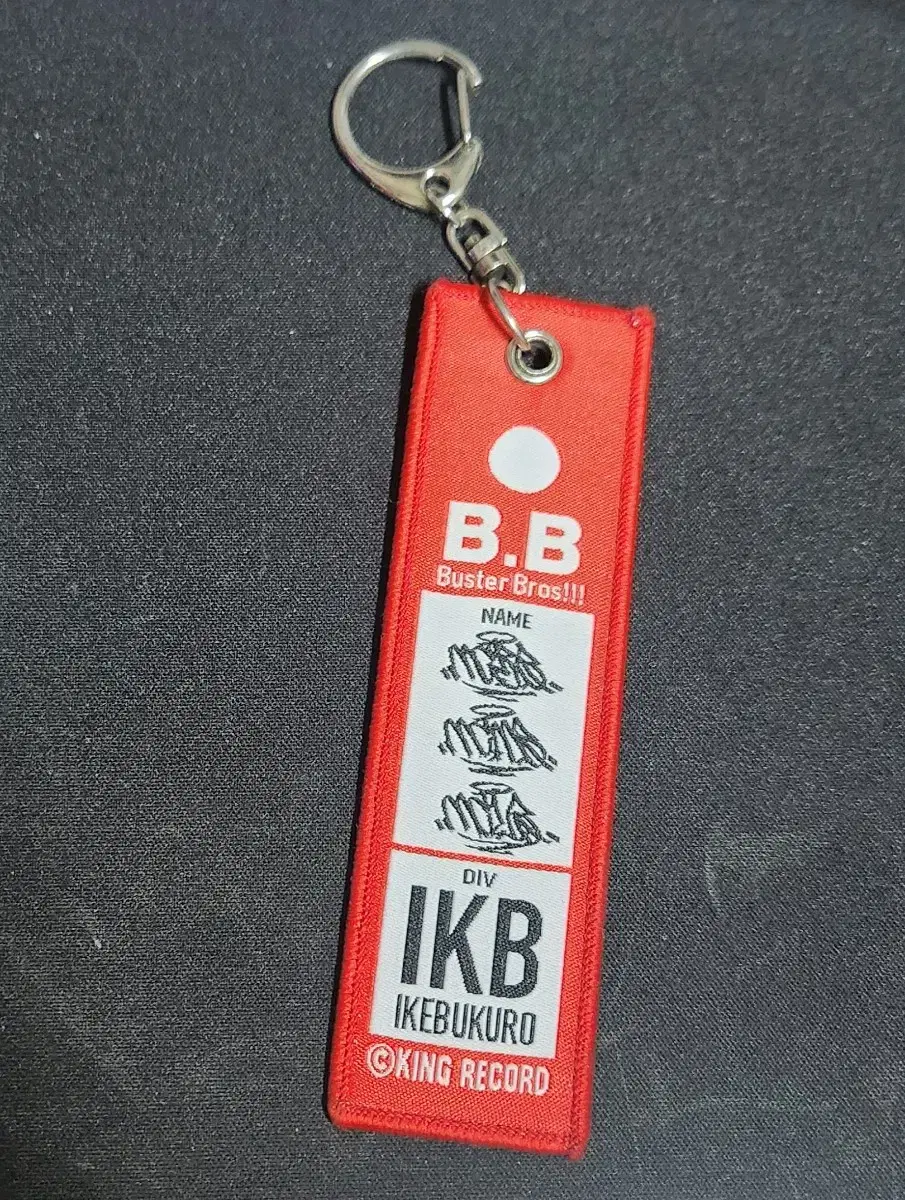 B.B
Buster Bros!!!
NAME
DIV
IKB
IKEBUKURO
©KING RECORD